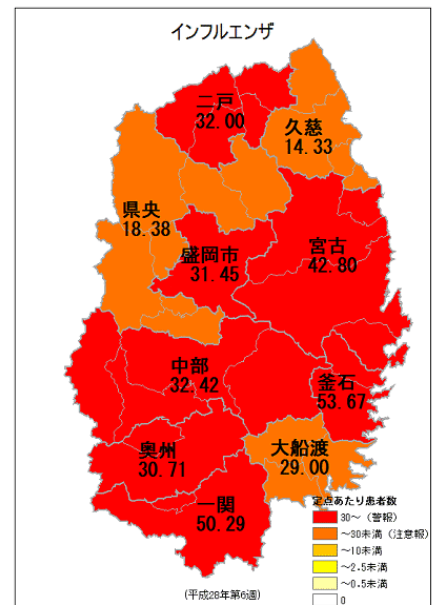 インフルエンザ
二戸
32.00
久慈
14.33
県央
18.38
盛岡市
31.45
宮古
42.80
中部
32.42
釜石
53.67
奥州
30.71
大船渡
29.00
一関
50.29
定点あたり患者数
30～（警報）
～30未満（注意報）
～10未満
～2.5未満
～0.5未満
0
(平成28年第6週)